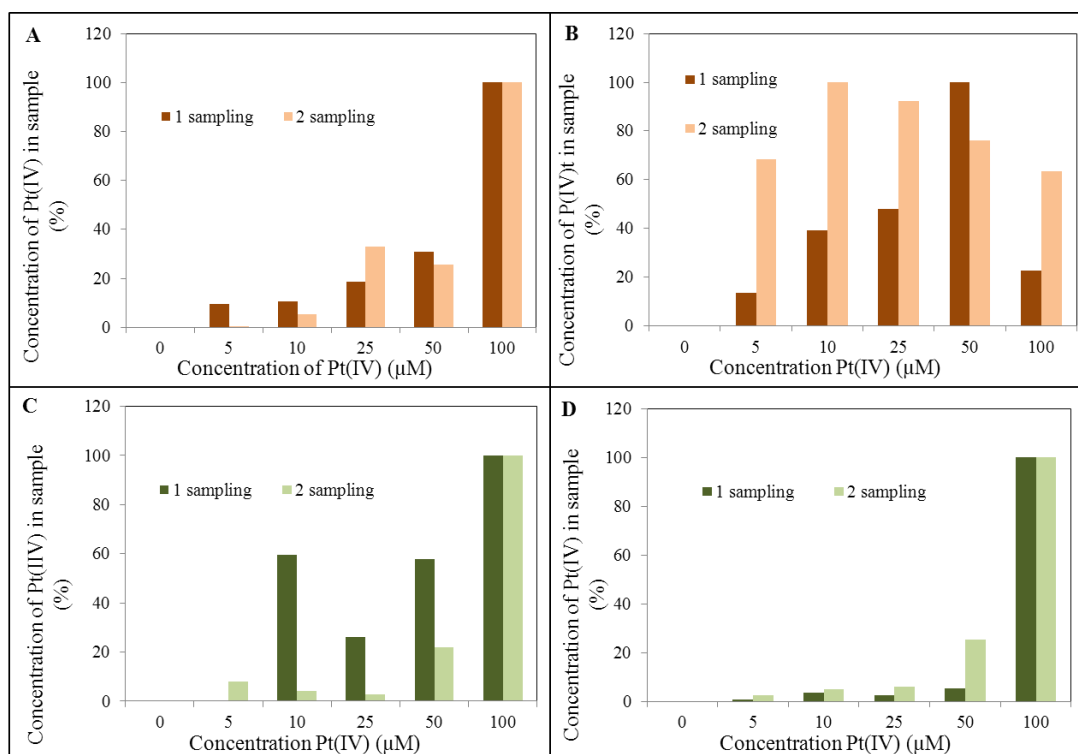 A
Concentration of Pt(IV) in sample
(%)
120
100
80
60
40
20
0
1 sampling
2 sampling
0 5 10 25 50 100
Concentration of Pt(IV) (μM)
B
Concentration of P(IV)t in sample
(%)
120
100
80
60
40
20
0
1 sampling
2 sampling
0 5 10 25 50 100
Concentration Pt(IV) (μM)
C
Concentration of Pt(IIV) in sample
(%)
120
100
80
60
40
20
0
1 sampling
2 sampling
0 5 10 25 50 100
Concentration Pt(IV) (μM)
D
Concentration of Pt(IV) in sample
(%)
120
100
80
60
40
20
0
1 sampling
2 sampling
0 5 10 25 50 100
Concentration Pt(IV) (μM)